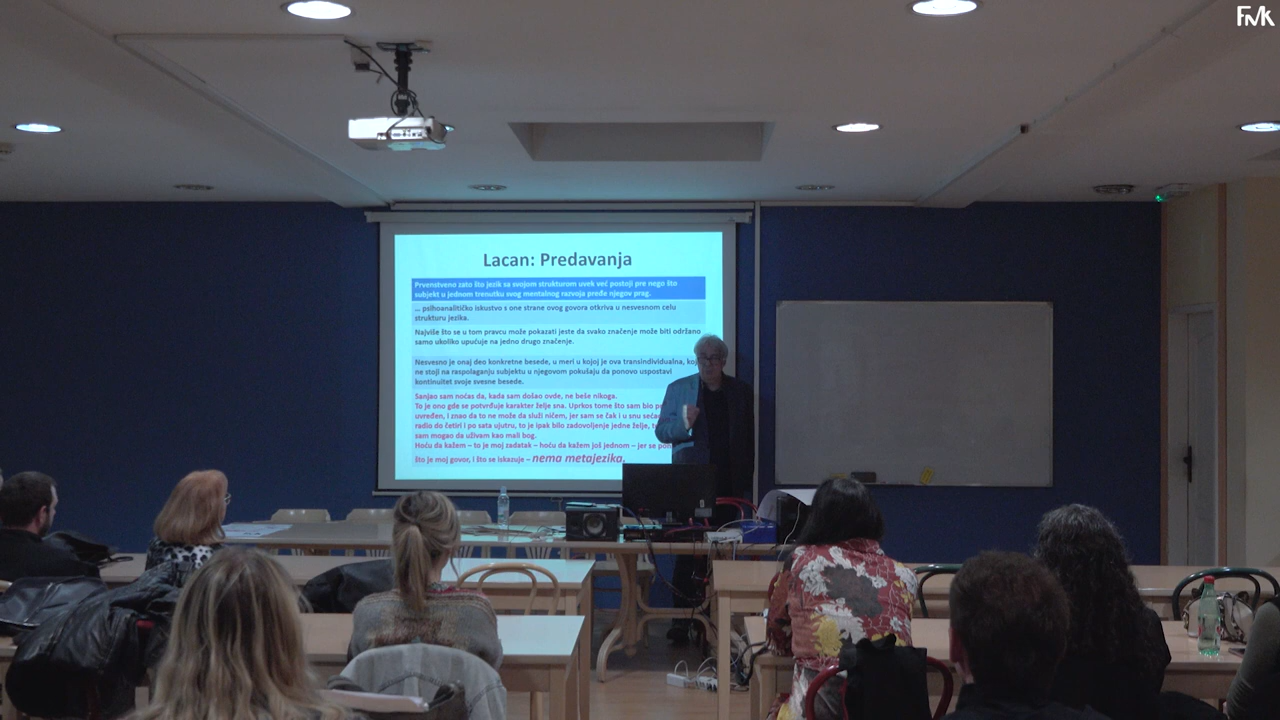 FMK
Lacan: Predavanja
Prvenstveno zato što jezik sa svojom strukturom uvek već postoji pre nego što
subjekt u jednom trenutku svog mentalnog razvoja pređe njegov prag.
... psihoanalitičko iskustvo s one strane ovog govora otkriva u nesvesnom celu
strukturu jezika.
Najviše što se u tom pravcu može pokazati jeste da svako značenje može biti održano
samo ukoliko upućuje na jedno drugo značenje.
Nesvesno je onaj deo konkretne besede, u meri u kojoj je ova transindividualna,
ne stoji na raspolaganju subjektu u njegovom pokušaju da ponovo uspostavi
kontinuitet svoje svesne besede.
Sanjao sam noćas da, kada sam došao ovde, ne beše nikoga.
To je ono gde se potvrđuje karakter želje sna. Uprkos tome što sam bio
uvređen, i znao da to ne može da služi ničem, jer sam se čak i u snu
radio do četiri i po sata ujutru, to je ipak bilo zadovoljenje jedne želje,
sam mogao da uživam kao mali bog.
Hoću da kažem – to je moj zadatak – hoću da kažem još jednom – jer se
što je moj govor, i što se iskazuje – nema metajezika.